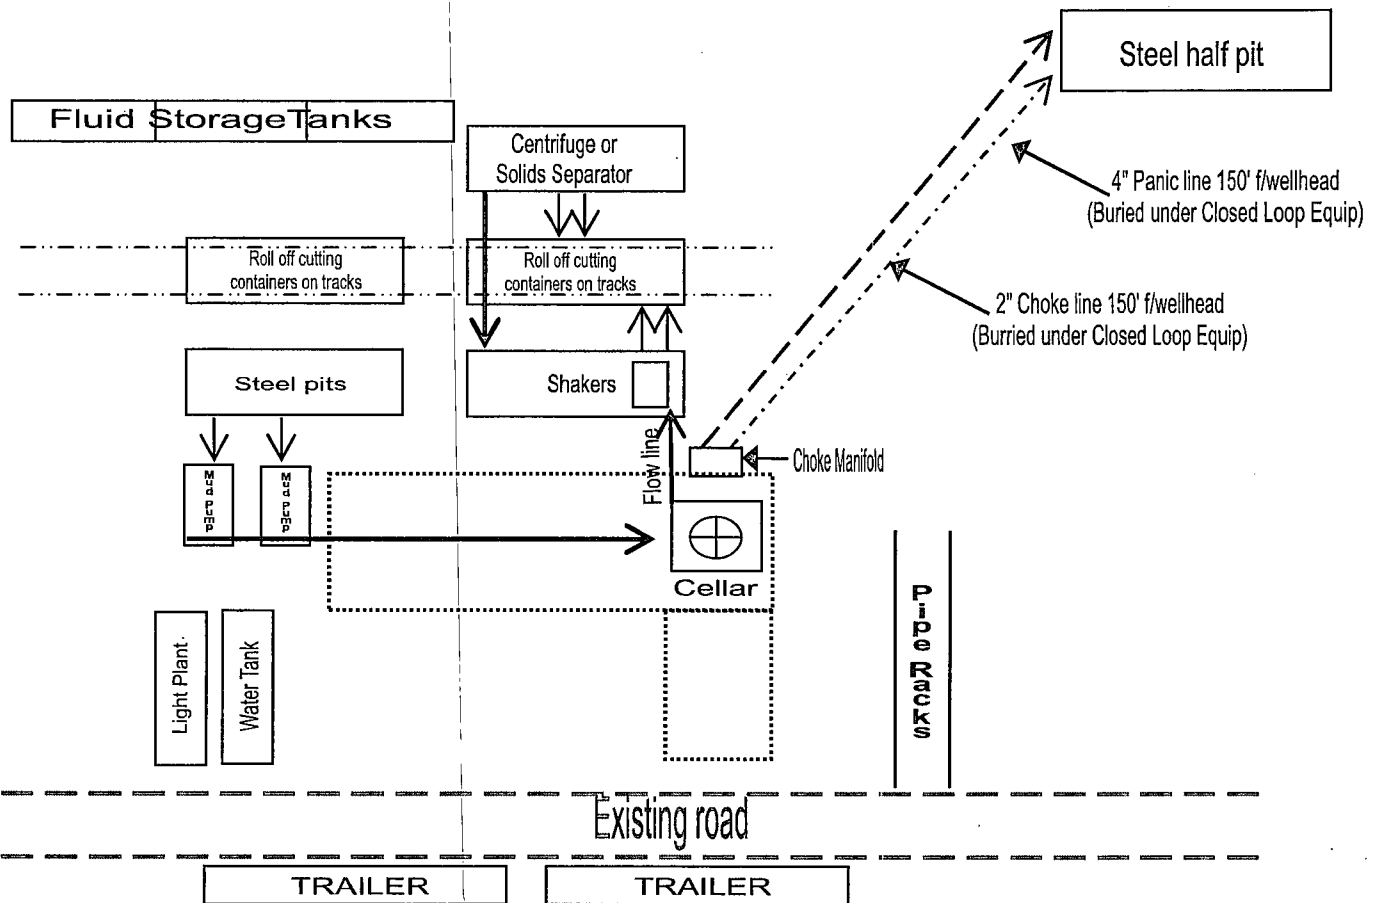 Steel half pit
Fluid StorageTanks
Centrifuge or
Solids Separator
4" Panic line 150' f/wellhead
(Buried under Closed Loop Equip)
Roll off cutting
containers on tracks
Roll off cutting
containers on tracks
2" Choke line 150' f/wellhead
(Burried under Closed Loop Equip)
Steel pits
Shakers
Flow line
Choke Manifold
Mud Pump
Mud Pump
Cellar
Pipe Racks
Light Plant
Water Tank
Existing road
TRAILER
TRAILER